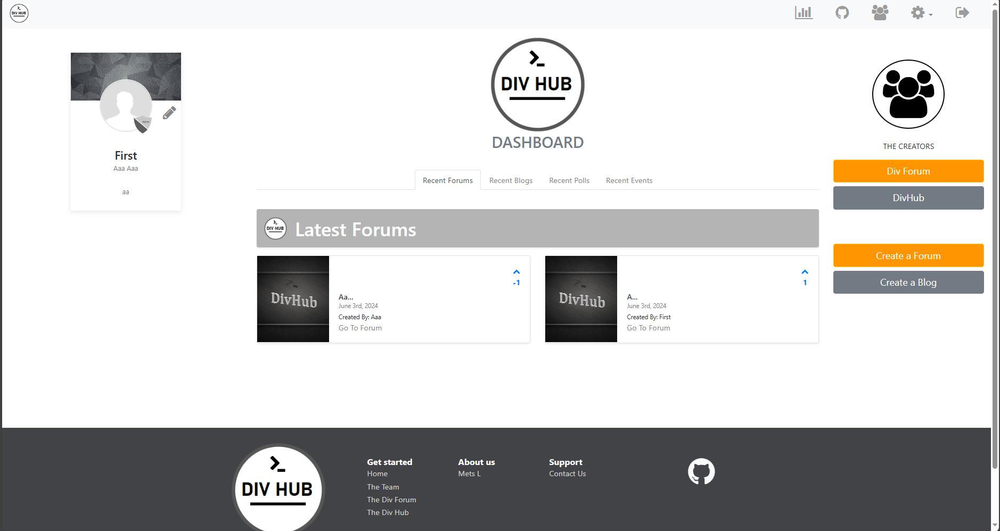 DIV HUB
Admin
First
Aaa Aaa
aa
DIV HUB
DASHBOARD
Recent Forums
Recent Blogs
Recent Polls
Recent Events
DIV HUB
Latest Forums
DivHub
-1
Aa...
June 3rd, 2024
Created By: Aaa
Go To Forum
DivHub
1
A...
June 3rd, 2024
Created By: First
Go To Forum
THE CREATORS
Div Forum
DivHub
Create a Forum
Create a Blog
DIV HUB
Get started
Home
The Team
The Div Forum
The Div Hub
About us
Mets L
Support
Contact Us